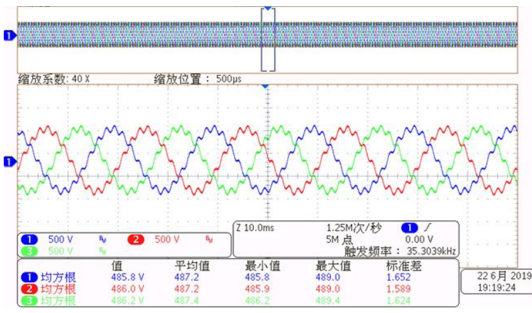 1
缩放系数: 40 X 缩放位置： 500µs
1
1 500 V 2 500 V
3 500 V
Z 10.0ms 1.25M次/秒 1
5M 点 0.00 V
触发频率： 35.3039kHz
值 平均值 最小值 最大值 标准差
1 均方根 485.8 V 487.2 485.8 489.0 1.652
2 均方根 486.0 V 487.2 485.9 489.0 1.589
3 均方根 486.2 V 487.4 486.2 489.4 1.624
22 6月 2019
19:19:24